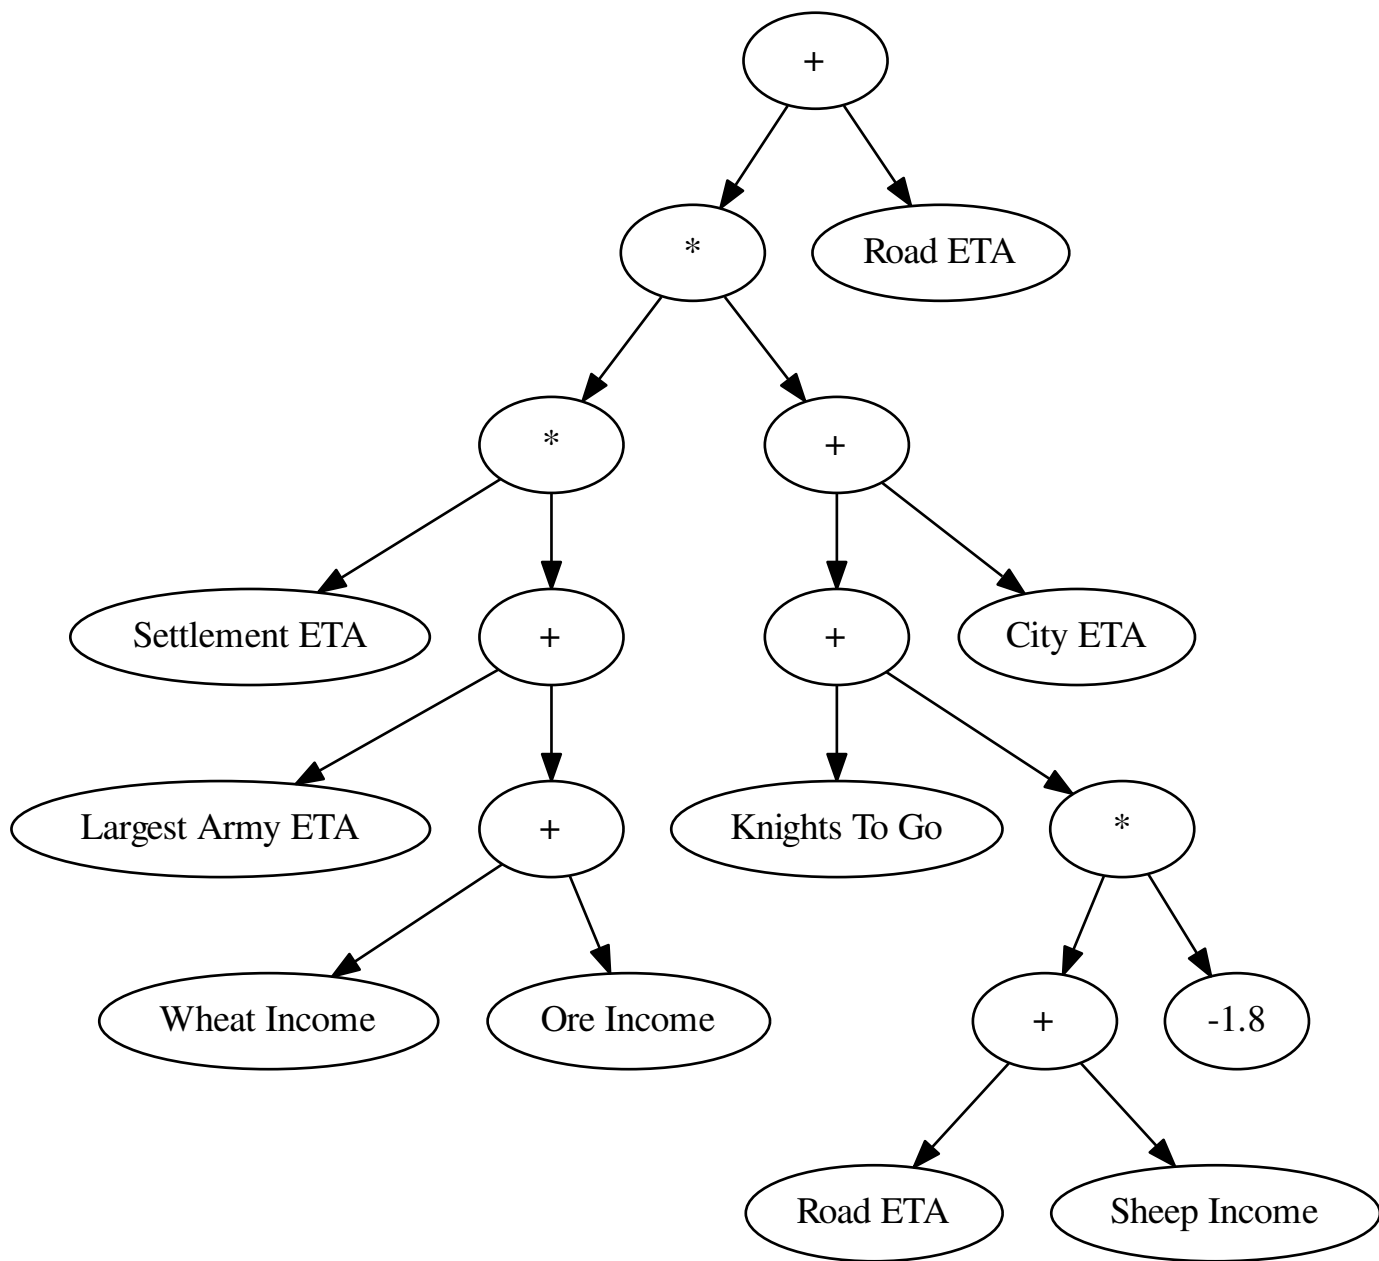 +
*
Road ETA
*
+
Settlement ETA
+
+
City ETA
Largest Army ETA
+
Knights To Go
*
Wheat Income
Ore Income
+
-1.8
Road ETA
Sheep Income